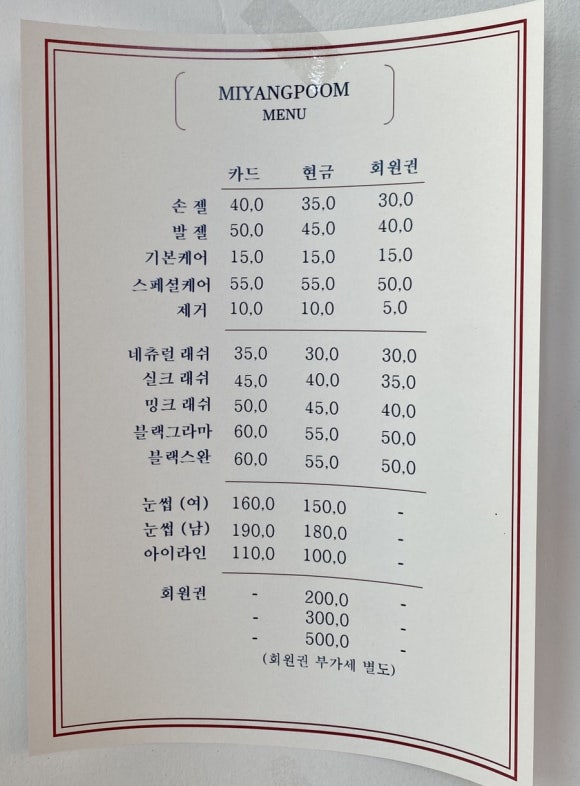 MIYANGPOOM
MENU
카드 현금 회원권
손 젤 40,0 35,0 30,0
발 젤 50,0 45,0 40,0
기본케어 15,0 15,0 15,0
스페셜케어 55,0 55,0 50,0
제거 10,0 10,0 5,0
네츄럴 래쉬 35,0 30,0 30,0
실크 래쉬 45,0 40,0 35,0
밍크 래쉬 50,0 45,0 40,0
블랙그라마 60,0 55,0 50,0
블랙스완 60,0 55,0 50,0
눈썹 (여) 160,0 150,0 -
눈썹 (남) 190,0 180,0 -
아이라인 110,0 100,0 -
회원권 - 200,0 -
- 300,0 -
- 500,0 -
(회원권 부가세 별도)